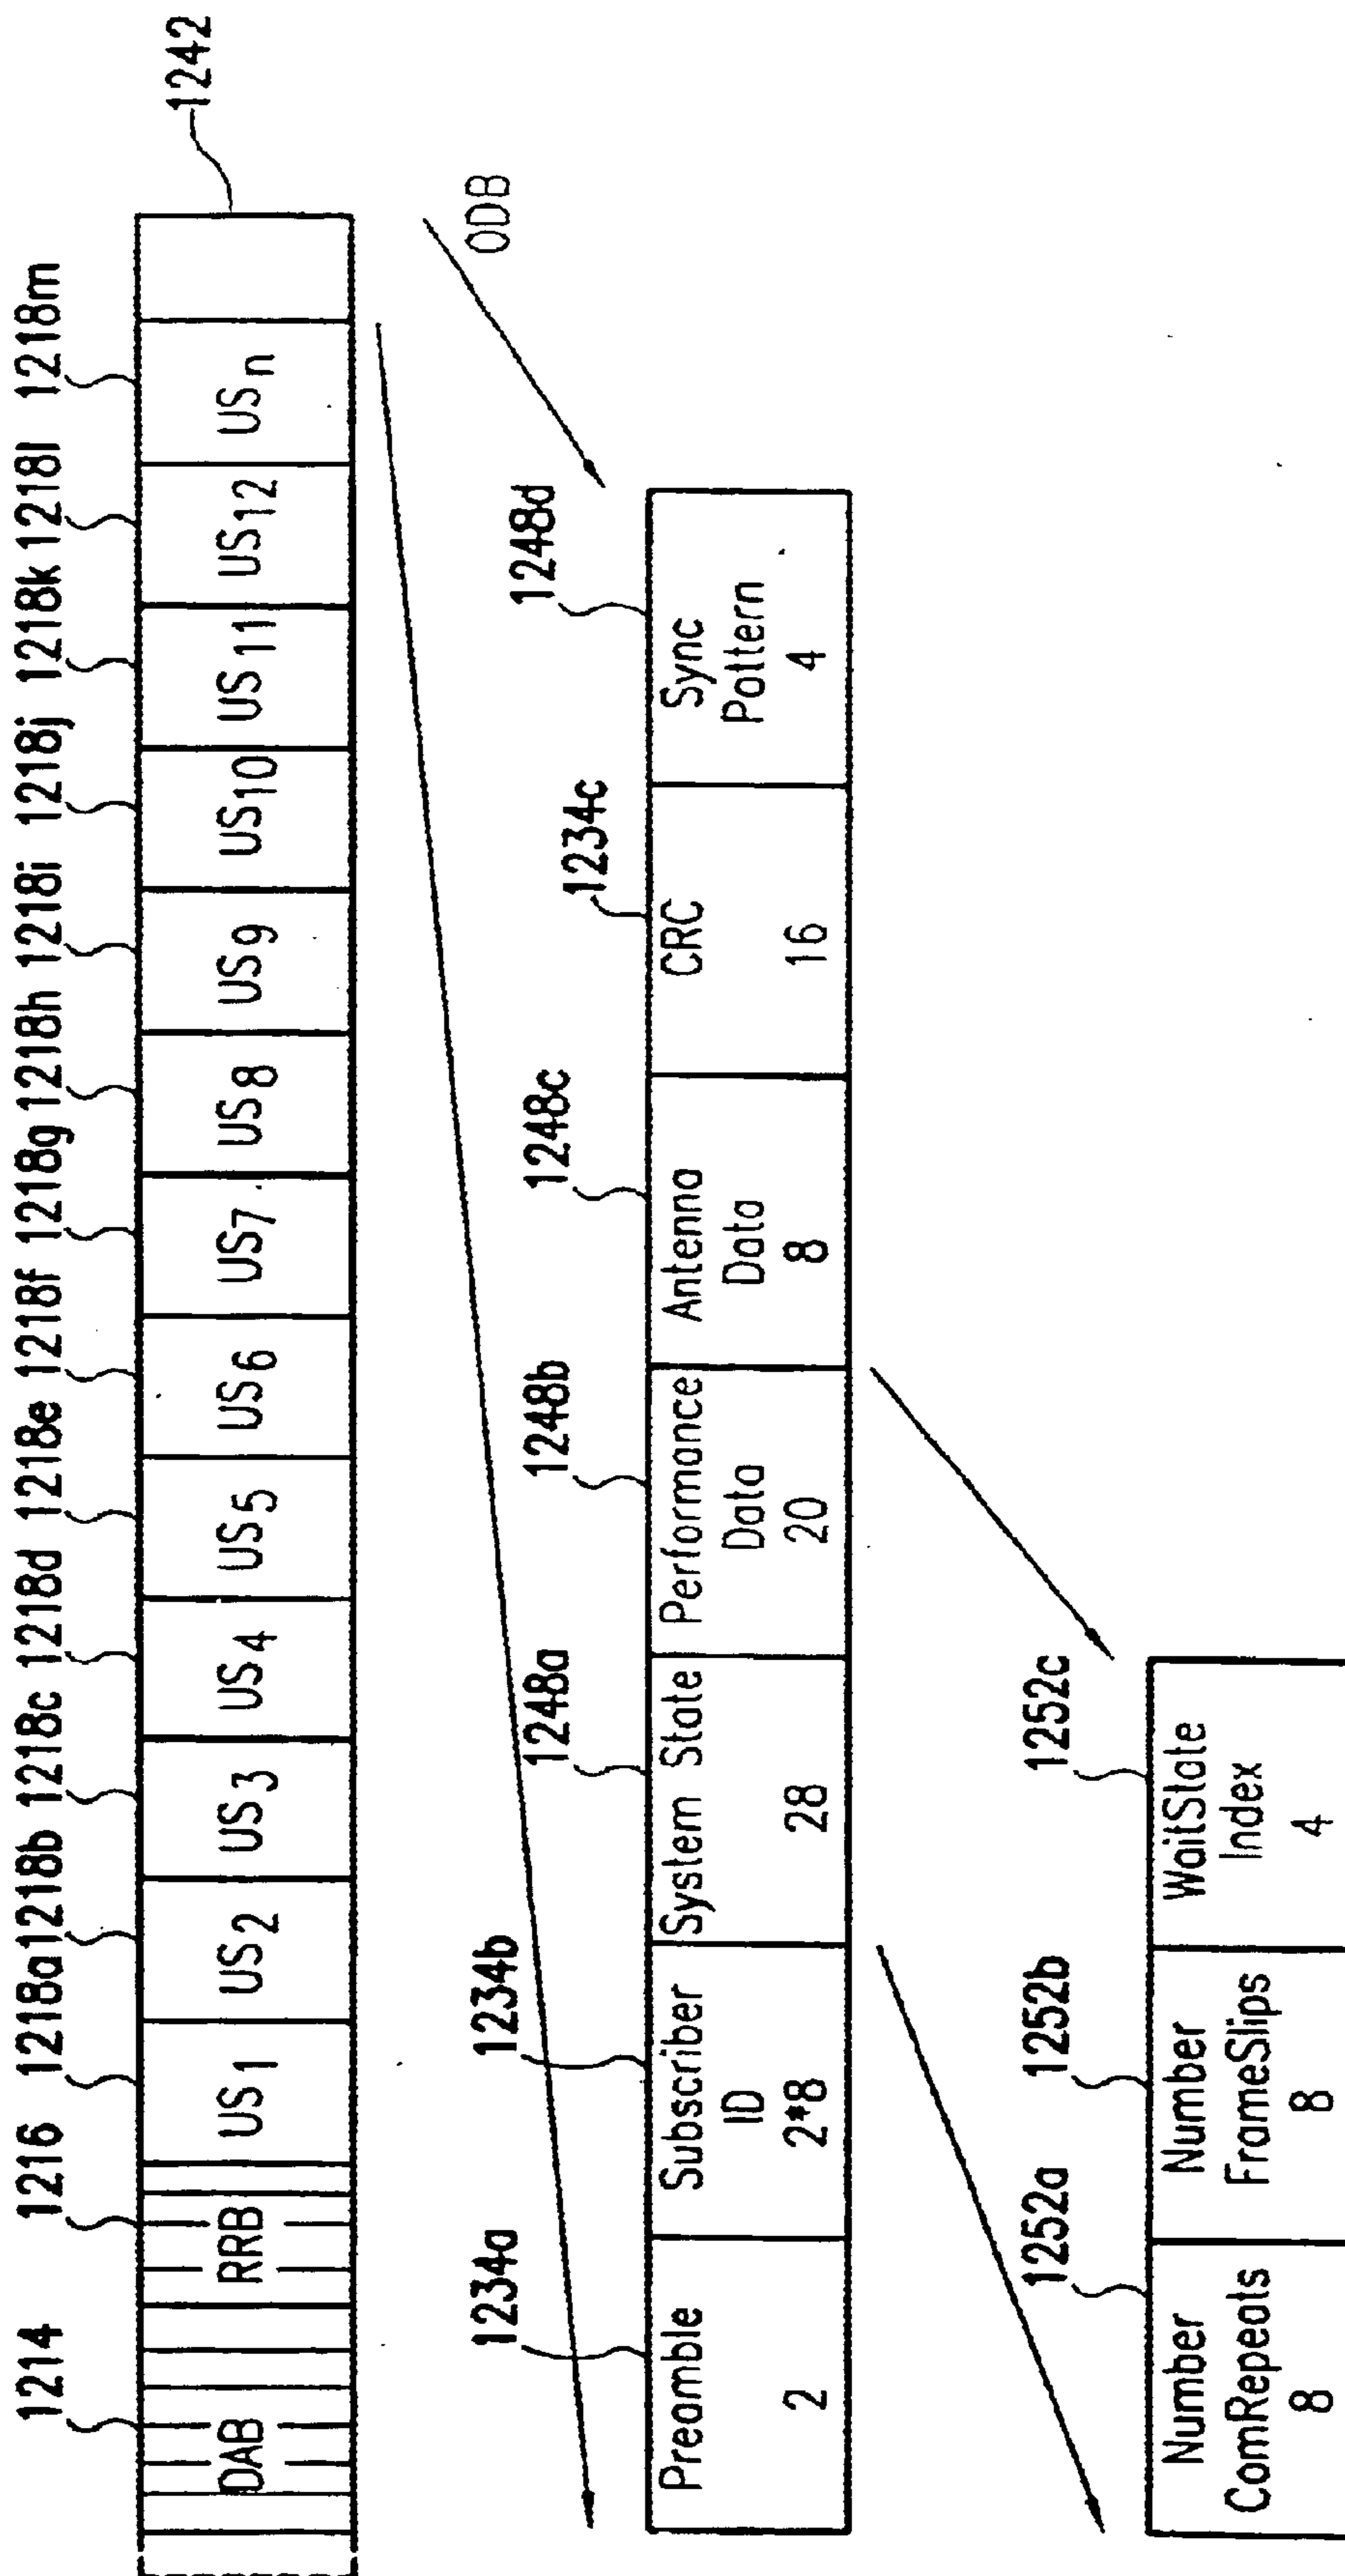 1214 1216 1218a 1218b 1218c 1218d 1218e 1218f 1218g 1218h 1218i 1218j 1218k 1218l 1218m
DAB RRB US1 US2 US3 US4 US5 US6 US7 US8 US9 US10 US11 US12 USn
1242
ODB
1234a 1234b 1248a 1248b 1248c 1234c 1248d
Preamble
2
Subscriber
ID
2*8
System State
28
Performance
Data
20
Antenna
Data
8
CRC
16
Sync
Pattern
4
1252a 1252b 1252c
Number
ComRepeats
8
Number
FrameSlips
8
WaitState
Index
4